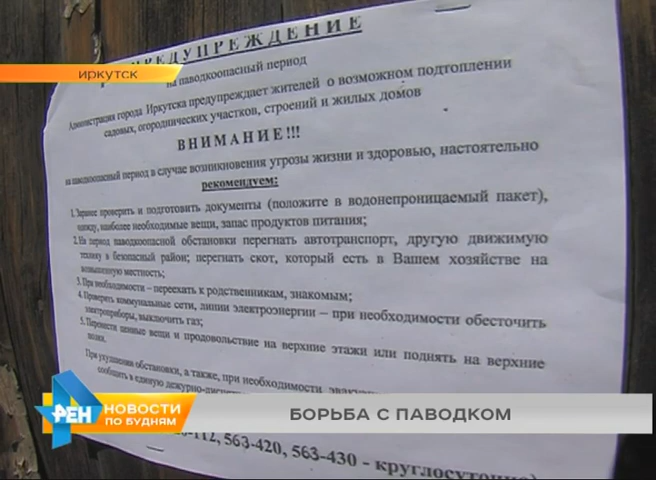 ПРЕДУПРЕЖДЕНИЕ
иркутск
на паводкоопасный период
Администрация города Иркутска предупреждает жителей о возможном подтоплении
садовых, огороднических участков, строений и жилых домов
ВНИМАНИЕ!!!
на паводкоопасный период в случае возникновения угрозы жизни и здоровью, настоятельно
рекомендуем:
1. Заранее проверить и подготовить документы (положите в водонепроницаемый пакет),
одежду, наиболее необходимые вещи, запас продуктов питания;
2. На период паводкоопасной обстановки перегнать автотранспорт, другую движимую
технику в безопасный район; перегнать скот, который есть в Вашем хозяйстве на
возвышенную местность;
3. При необходимости – переехать к родственникам, знакомым;
4. Проверить коммунальные сети, линии электроэнергии – при необходимости обесточить
электроприборы, выключить газ;
5. Перенести ценные вещи и продовольствие на верхние этажи или поднять на верхние
полки.
При ухудшении обстановки, а также, при необходимости
сообщить в единую
РЕН НОВОСТИ
ПО БУДНЯМ
БОРЬБА С ПАВОДКОМ
112, 563-420, 563-430 - круглосуточно)